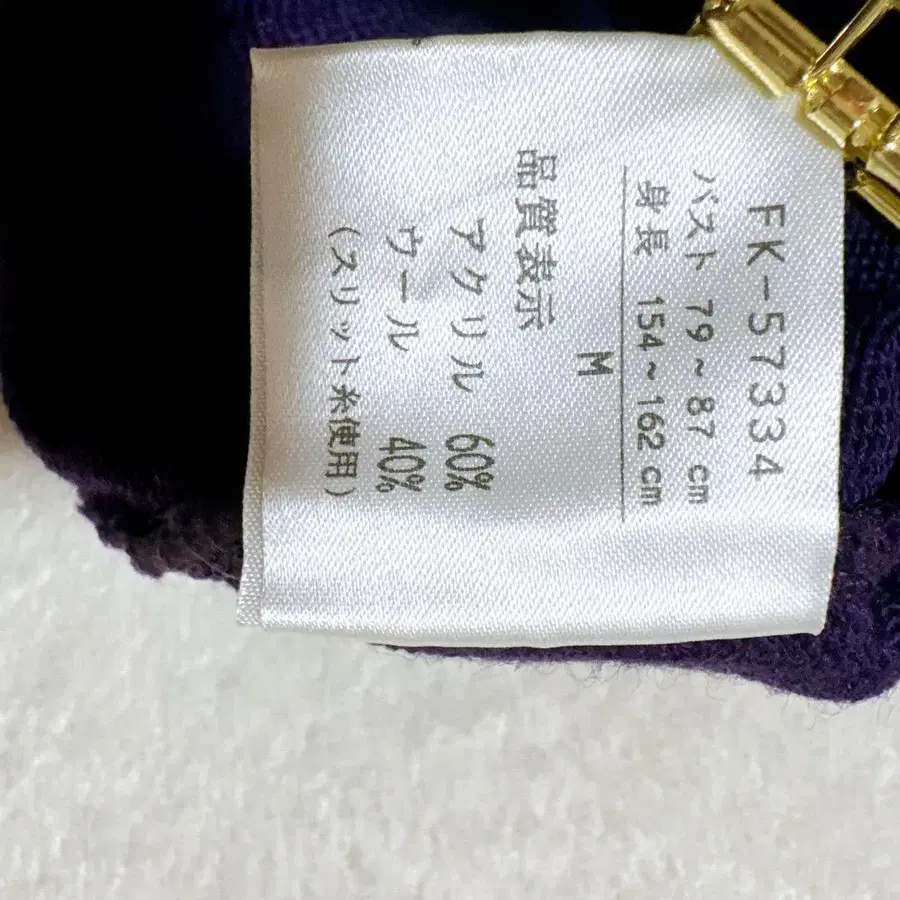 FK-57334
バスト 79~87 cm
身長 154~162 cm
M
品質表示
アクリル 60%
ウール 40%
(スリット糸使用)